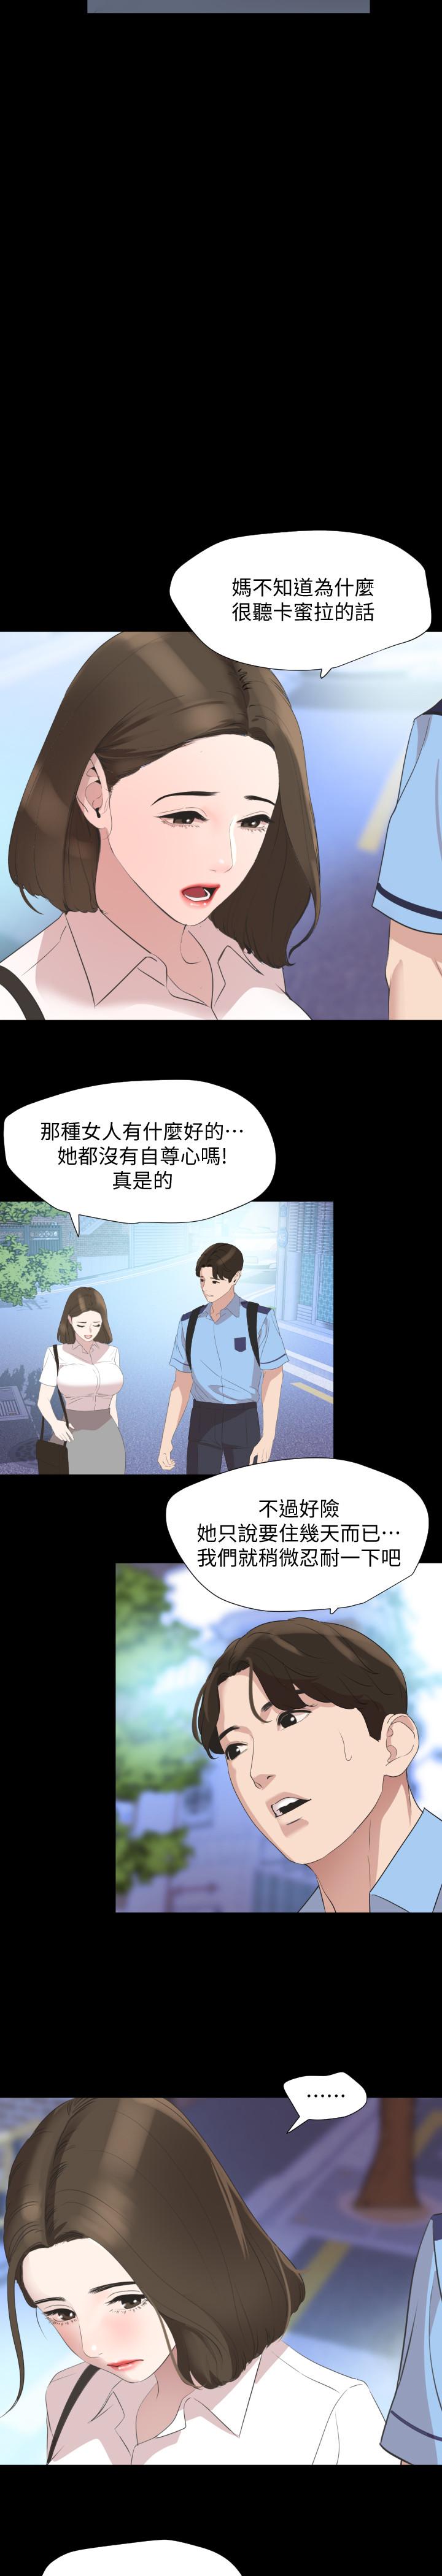 媽不知道為什麼
很聽卡蜜拉的話
那種女人有什麼好的⋯
她都沒有自尊心嗎!
真是的
不過好險
她只說要住幾天而已⋯
我們就稍微忍耐一下吧
⋯⋯